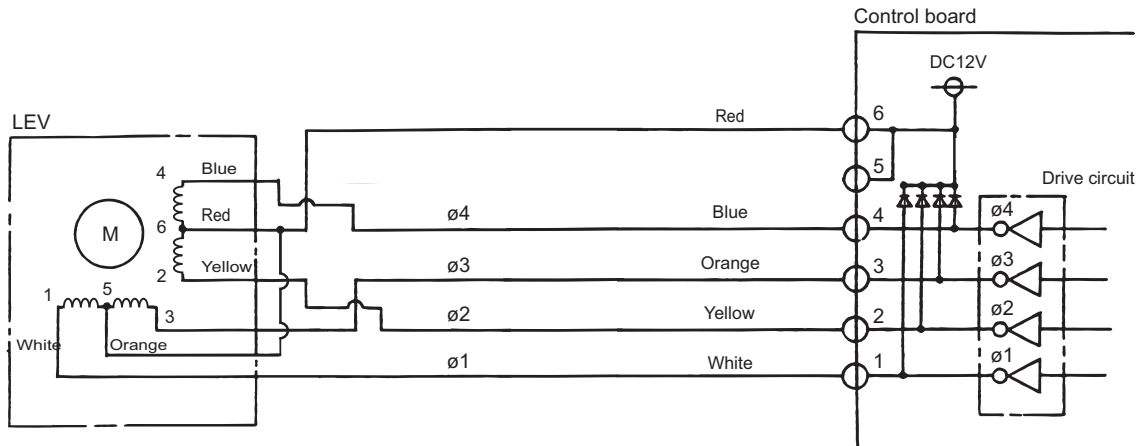 Control board
DC12V
LEV
Red
6
4
Blue
5
Drive circuit
ø4
Red
6
ø4
Blue
4
M
ø3
Orange
3
ø3
2
Yellow
1
5
3
ø2
Yellow
2
ø2
White
Orange
ø1
White
1
ø1